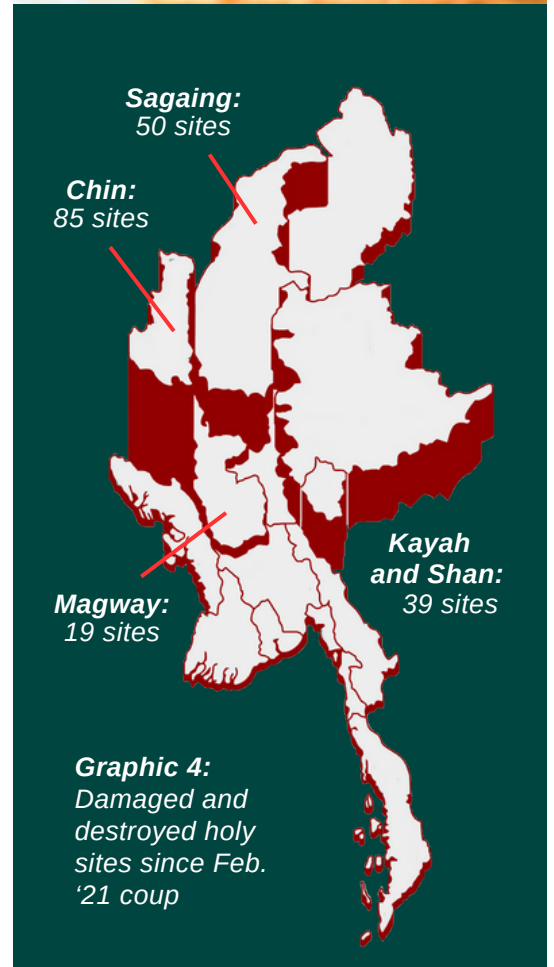 Sagaing:
50 sites
Chin:
85 sites
Kayah
and Shan:
39 sites
Magway:
19 sites
Graphic 4:
Damaged and
destroyed holy
sites since Feb.
‘21 coup